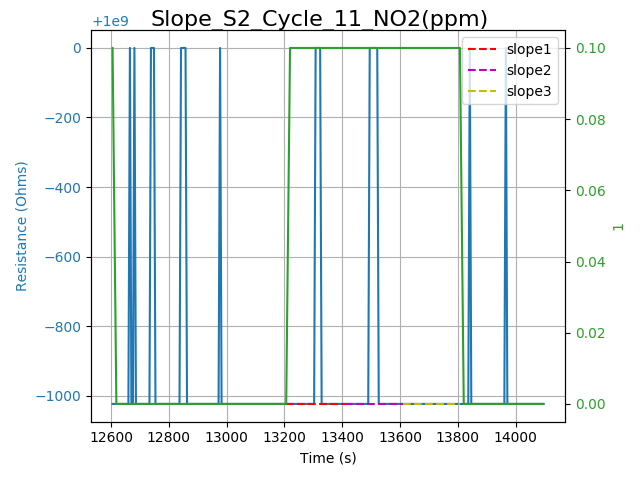 Slope_S2_Cycle_11_NO2(ppm)
+1e9
slope1
slope2
slope3
0
−200
−400
−600
−800
−1000
Resistance (Ohms)
0.10
0.08
0.06
0.04
0.02
0.00
1
12600 12800 13000 13200 13400 13600 13800 14000
Time (s)